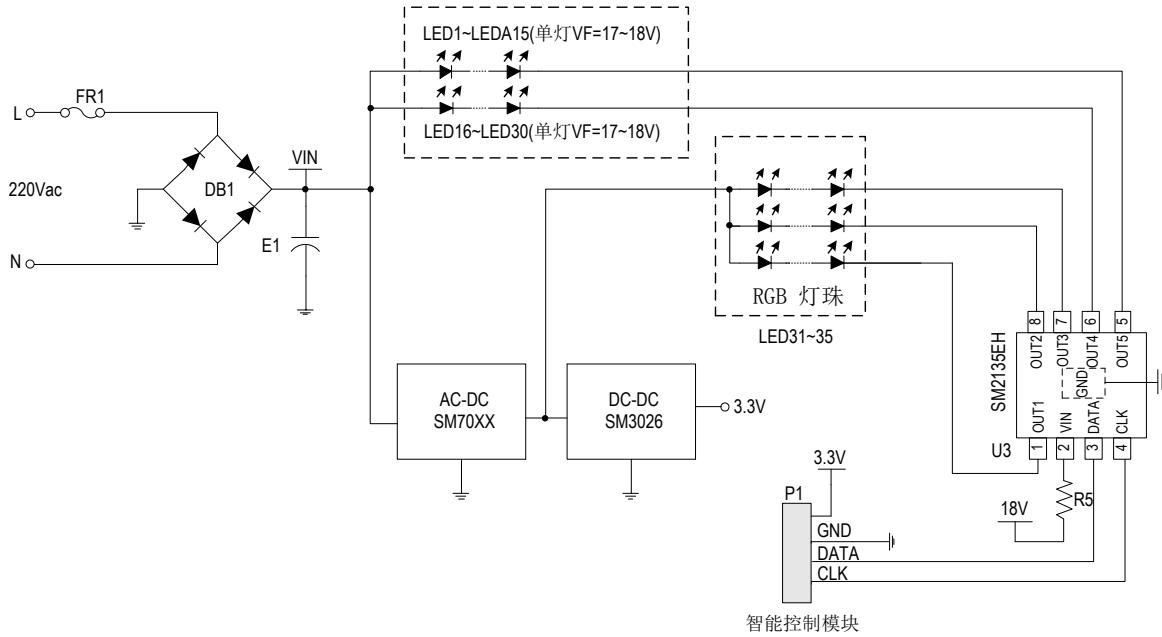 LED1~LEDA15(单灯VF=17~18V)
FR1
L
LED16~LED30(单灯VF=17~18V)
VIN
220Vac
DB1
E1
N
RGB 灯珠
LED31~35
8
7
6
5
OUT2
OUT3
OUT4
OUT5
SM2135EH
GND
AC-DC
SM70XX
DC-DC
SM3026
3.3V
OUT1
VIN
DATA
CLK
U3
1
2
3
4
3.3V
P1
R5
18V
GND
DATA
CLK
智能控制模块